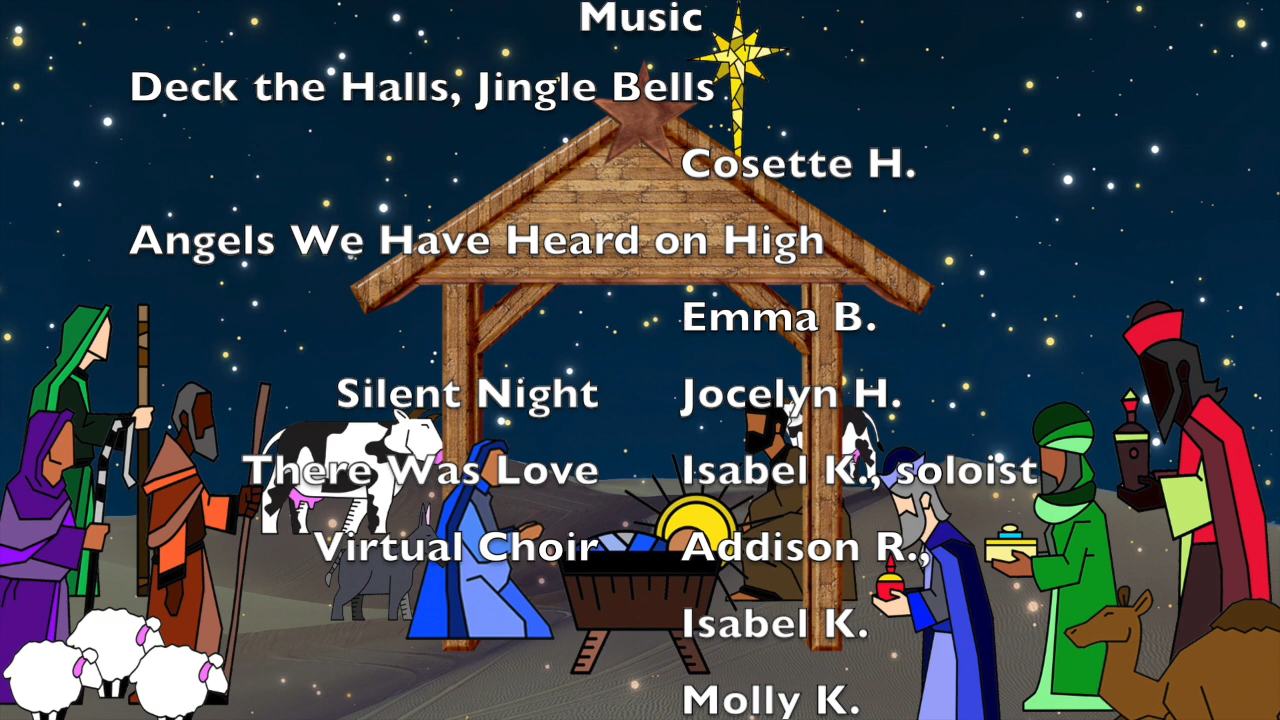 Music
Deck the Halls, Jingle Bells
Cosette H.
Angels We Have Heard on High
Emma B.
Silent Night Jocelyn H.
There Was Love Isabel K., soloist
Virtual Choir Addison R.,
Isabel K.
Molly K.